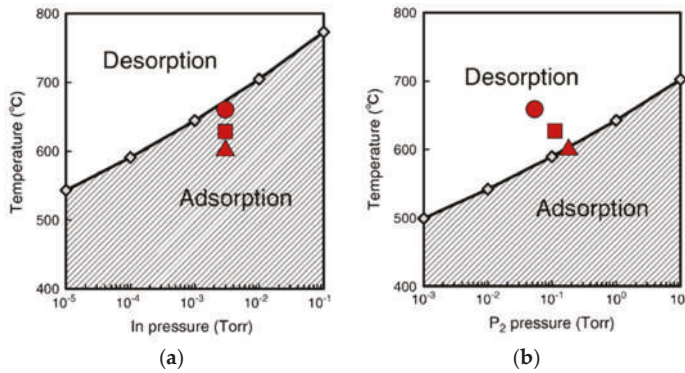 800
700
600
500
400
Temperature (°C)
Desorption
Adsorption
10⁻⁵
10⁻⁴
10⁻³
10⁻²
10⁻¹
In pressure (Torr)
(a)
800
700
600
500
400
Temperature (°C)
Desorption
Adsorption
10⁻³
10⁻²
10⁻¹
10⁰
10
P₂ pressure (Torr)
(b)